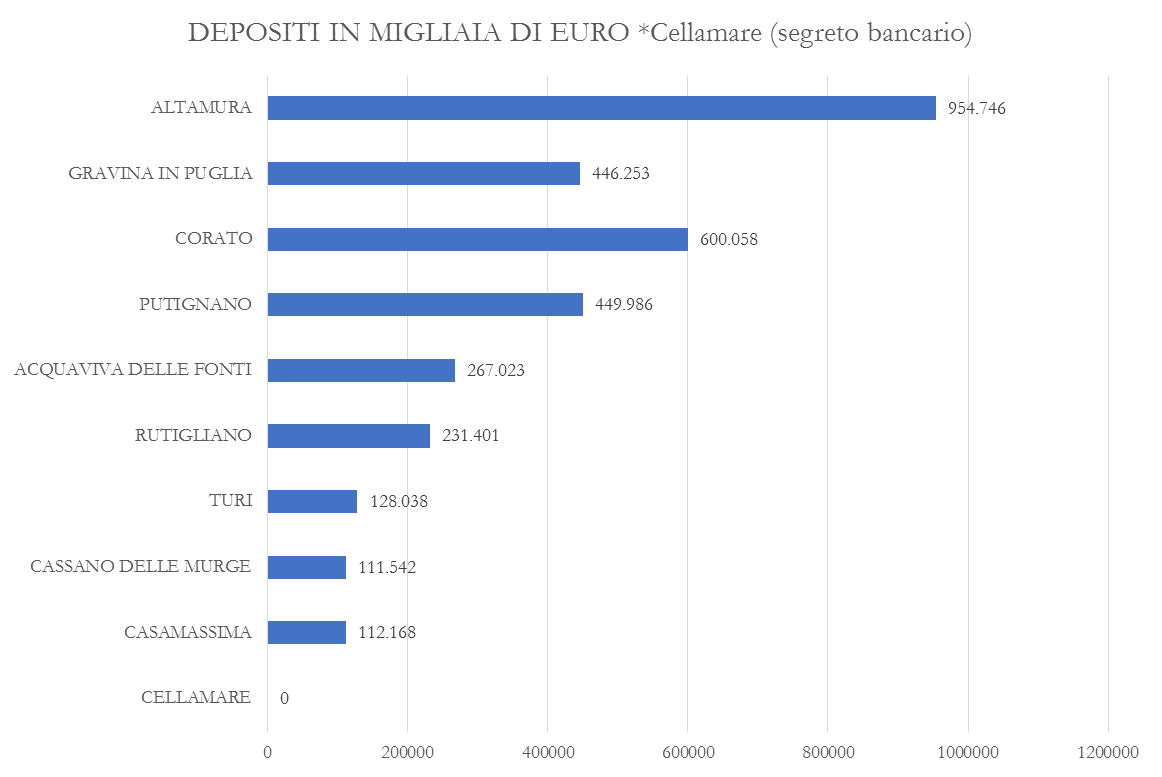 DEPOSITI IN MIGLIAIA DI EURO *Cellamare (segreto bancario)
ALTAMURA 954.746
GRAVINA IN PUGLIA 446.253
CORATO 600.058
PUTIGNANO 449.986
ACQUAVIVA DELLE FONTI 267.023
RUTIGLIANO 231.401
TURI 128.038
CASSANO DELLE MURGE 111.542
CASAMASSIMA 112.168
CELLAMARE 0
0 200000 400000 600000 800000 1000000 1200000